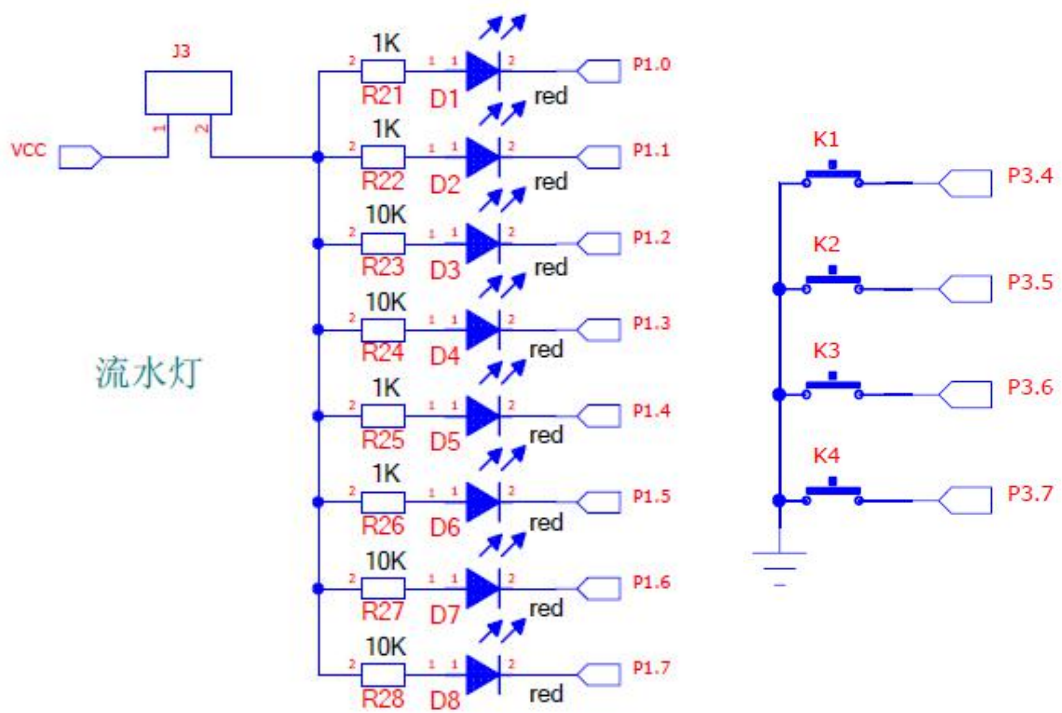 J3
1
2
VCC
1K
2
1
1
2
P1.0
R21
D1
red
1K
2
1
1
2
P1.1
R22
D2
red
10K
2
1
1
2
P1.2
R23
D3
red
10K
2
1
1
2
P1.3
R24
D4
red
1K
2
1
1
2
P1.4
R25
D5
red
1K
2
1
1
2
P1.5
R26
D6
red
10K
2
1
1
2
P1.6
R27
D7
red
10K
2
1
1
2
P1.7
R28
D8
red
流水灯
K1
P3.4
K2
P3.5
K3
P3.6
K4
P3.7